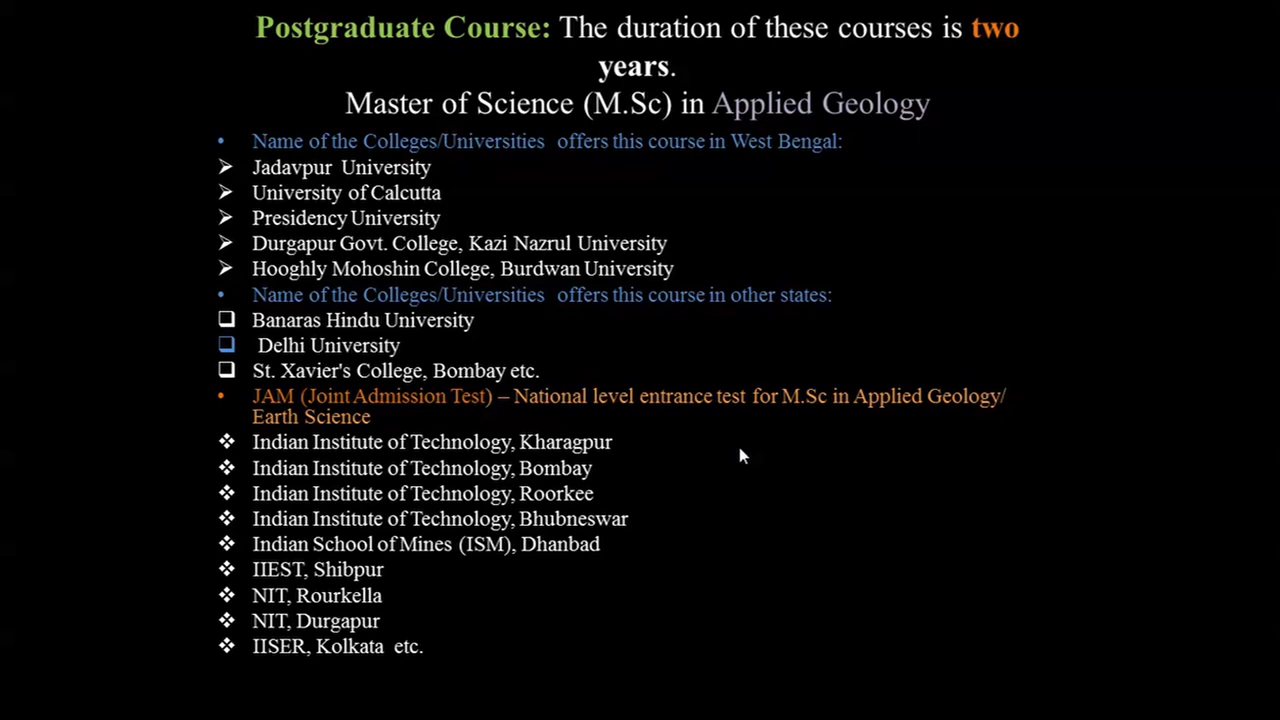 Postgraduate Course: The duration of these courses is two
years.
Master of Science (M.Sc) in Applied Geology
• Name of the Colleges/Universities offers this course in West Bengal:
➢ Jadavpur University
➢ University of Calcutta
➢ Presidency University
➢ Durgapur Govt. College, Kazi Nazrul University
➢ Hooghly Mohoshin College, Burdwan University
• Name of the Colleges/Universities offers this course in other states:
❑ Banaras Hindu University
❑ Delhi University
❑ St. Xavier's College, Bombay etc.
• JAM (Joint Admission Test) – National level entrance test for M.Sc in Applied Geology/
Earth Science
❖ Indian Institute of Technology, Kharagpur
❖ Indian Institute of Technology, Bombay
❖ Indian Institute of Technology, Roorkee
❖ Indian Institute of Technology, Bhubneswar
❖ Indian School of Mines (ISM), Dhanbad
❖ IIEST, Shibpur
❖ NIT, Rourkella
❖ NIT, Durgapur
❖ IISER, Kolkata etc.